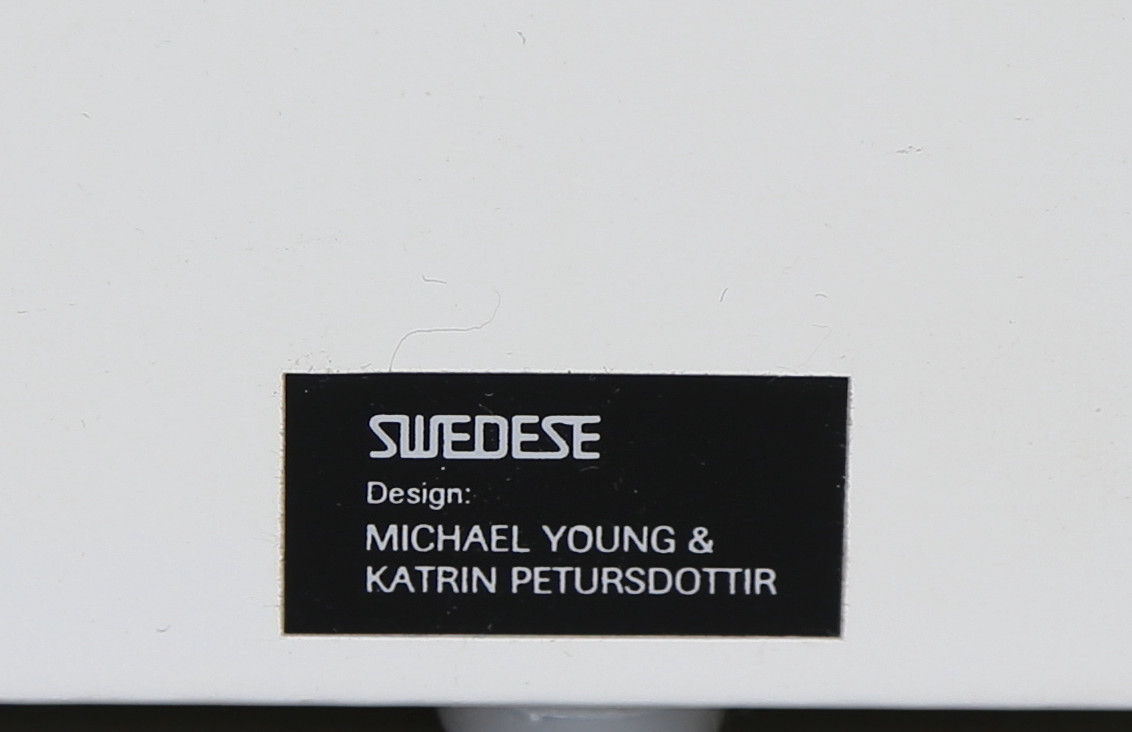 SWEDESE
Design:
MICHAEL YOUNG &
KATRIN PETURSDOTTIR